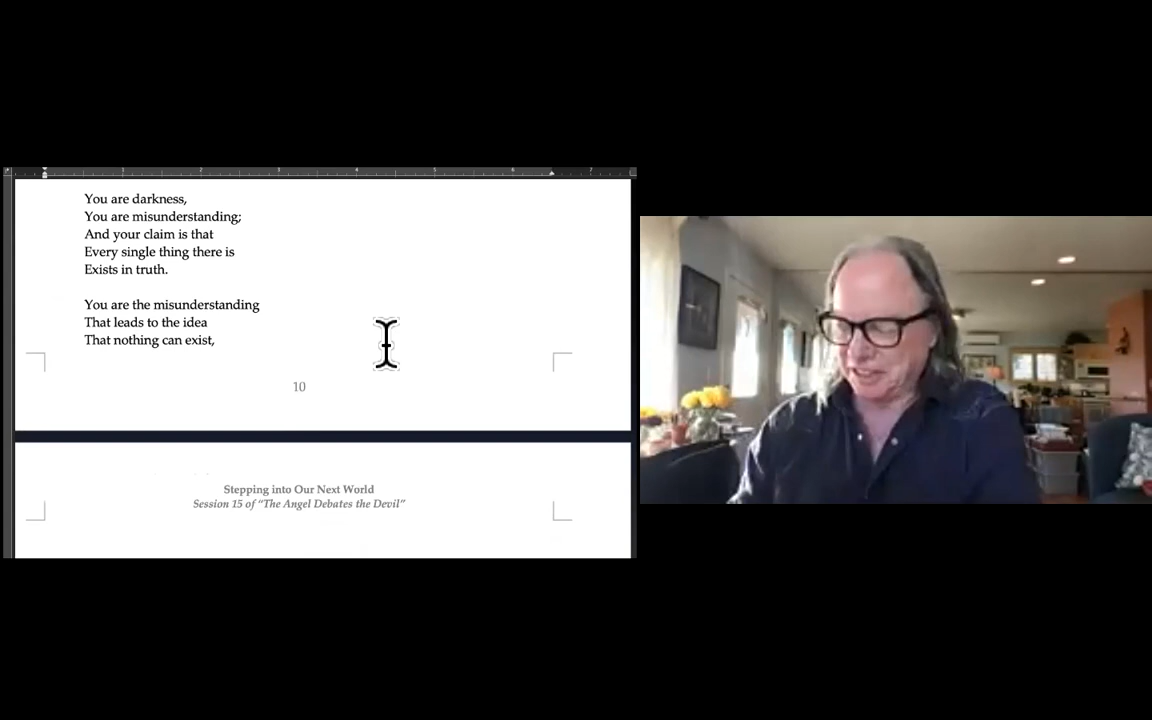 You are darkness,
You are misunderstanding;
And your claim is that
Every single thing there is
Exists in truth.
You are the misunderstanding
That leads to the idea
That nothing can exist,
10
Stepping into Our Next World
Session 15 of “The Angel Debates the Devil”